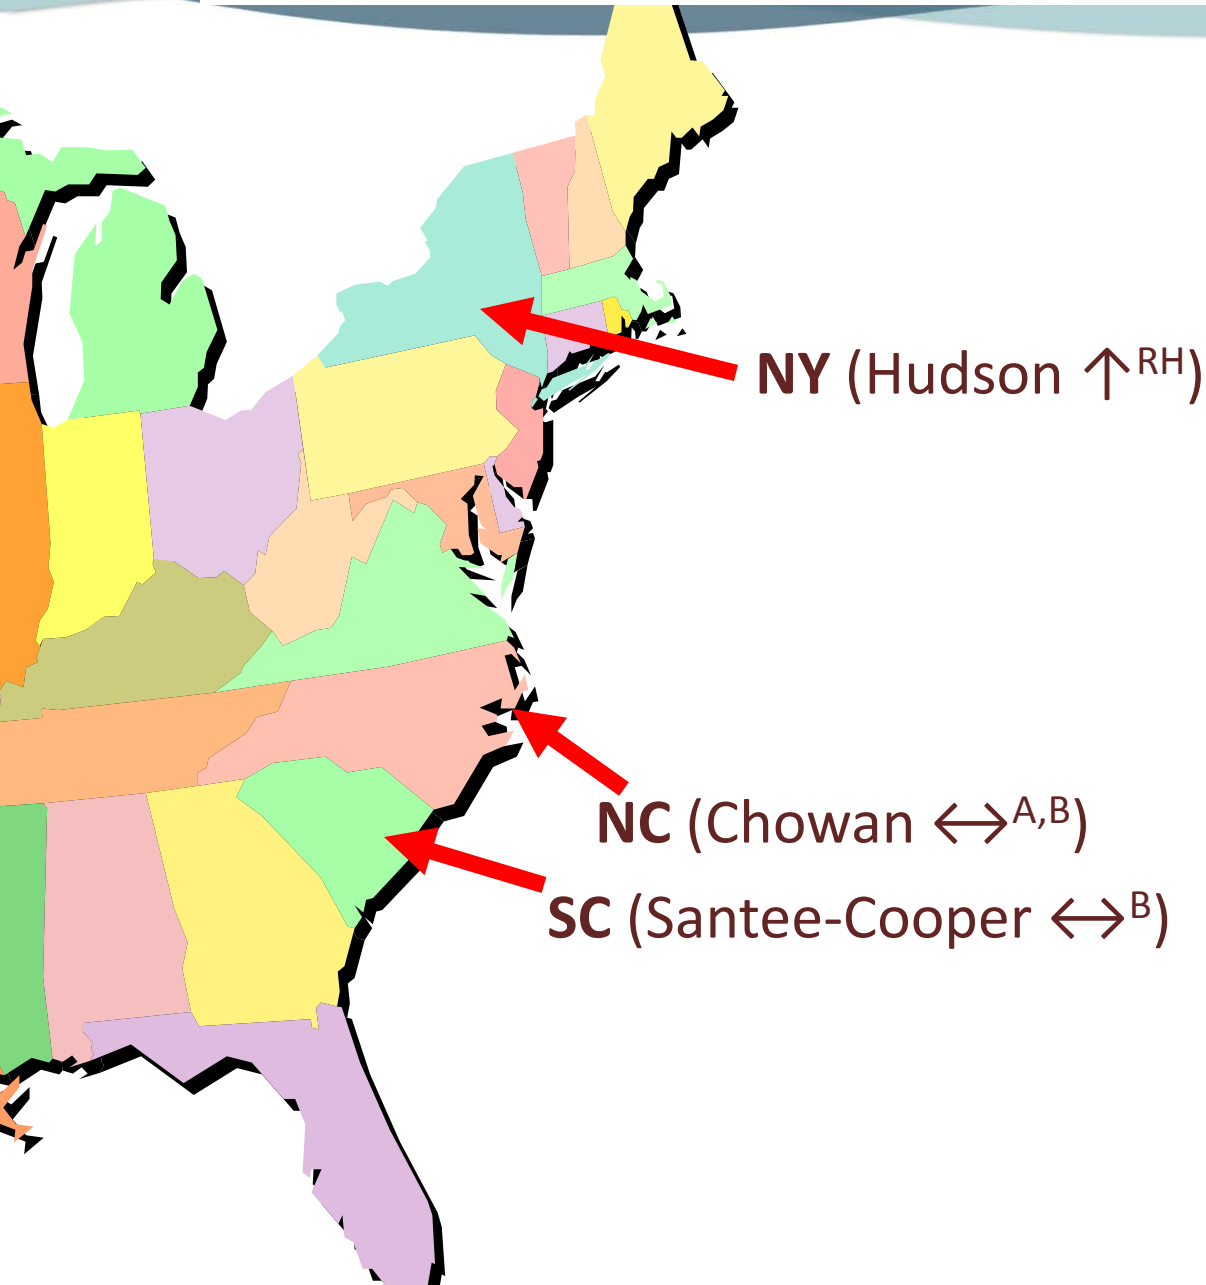 NY (Hudson ↑RH)
NC (Chowan ↔A,B)
SC (Santee-Cooper ↔B)